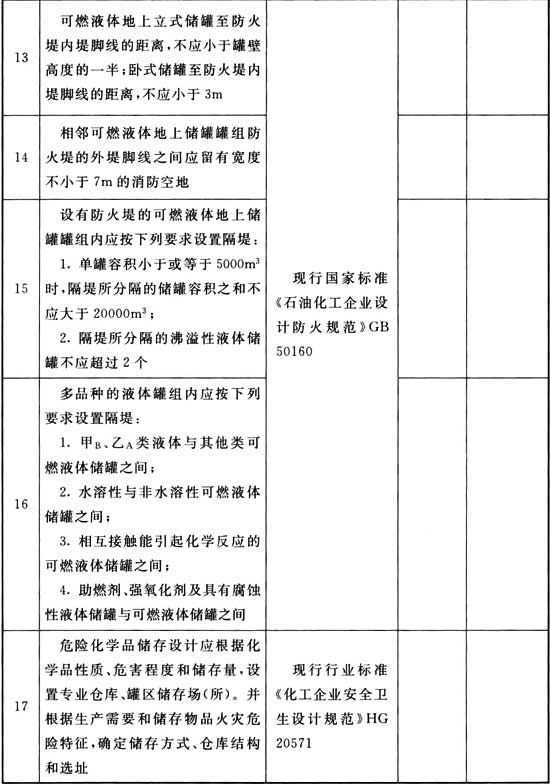 13
可燃液体地上立式储罐至防火
堤内堤脚线的距离,不应小于罐壁
高度的一半;卧式储罐至防火堤内
堤脚线的距离,不应小于3m
14
相邻可燃液体地上储罐罐组防
火堤的外堤脚线之间应留有宽度
不小于7m的消防空地
15
设有防火堤的可燃液体地上储
罐罐组内应按下列要求设置隔堤:
1. 单罐容积小于或等于5000m³
时,隔堤所分隔的储罐容积之和不
应大于20000m³;
2. 隔堤所分隔的沸溢性液体储
罐不应超过2个
现行国家标准
《石油化工企业设
计防火规范》GB
50160
16
多品种的液体罐组内应按下列
要求设置隔堤:
1. 甲B、乙A类液体与其他类可
燃液体储罐之间;
2. 水溶性与非水溶性可燃液体
储罐之间;
3. 相互接触能引起化学反应的
可燃液体储罐之间;
4. 助燃剂、强氧化剂及具有腐蚀
性液体储罐与可燃液体储罐之间
17
危险化学品储存设计应根据化
学品性质、危害程度和储存量,设
置专业仓库、罐区储存场(所)。并
根据生产需要和储存物品火灾危
险特征,确定储存方式、仓库结构
和选址
现行行业标准
《化工企业安全卫
生设计规范》HG
20571